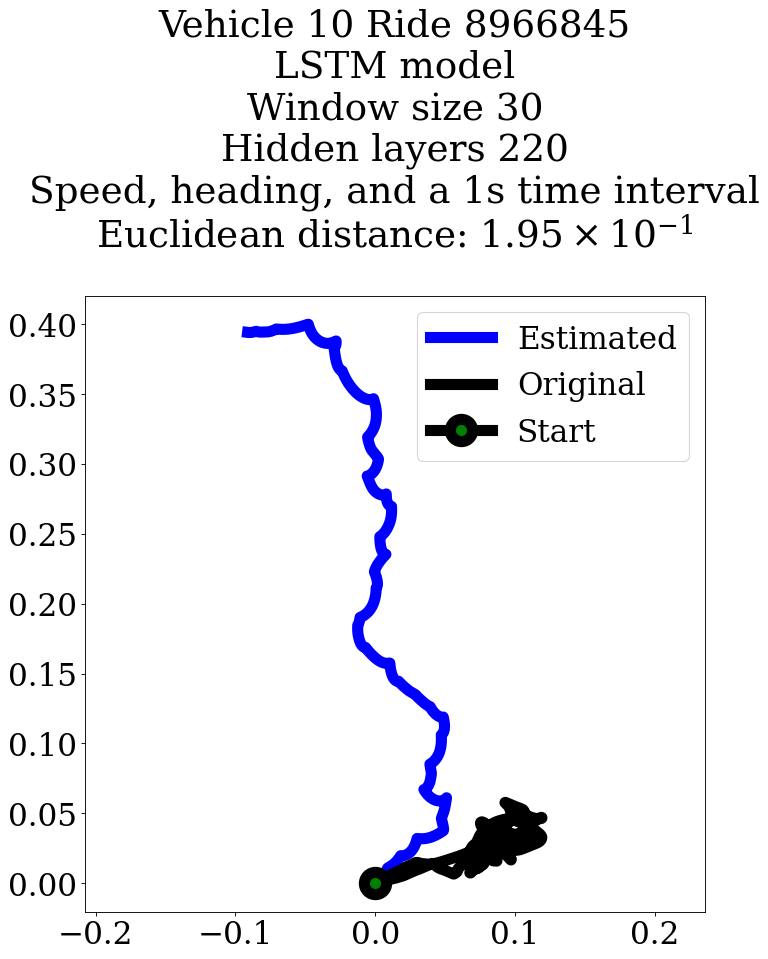 Vehicle 10 Ride 8966845
LSTM model
Window size 30
Hidden layers 220
Speed, heading, and a 1s time interval
Euclidean distance: 1.95 × 10⁻¹
Estimated
Original
Start
0.40
0.35
0.30
0.25
0.20
0.15
0.10
0.05
0.00
−0.2 −0.1 0.0 0.1 0.2